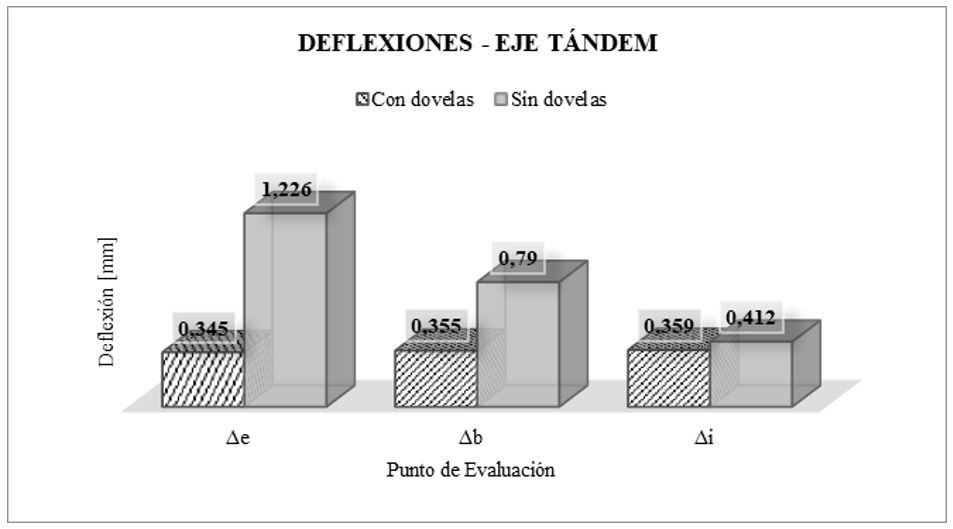 DEFLEXIONES - EJE TÁNDEM
Con dovelas Sin dovelas
Deflexión [mm]
0,345 1,226 0,355 0,79 0,359 0,412
Δe Δb Δi
Punto de Evaluación